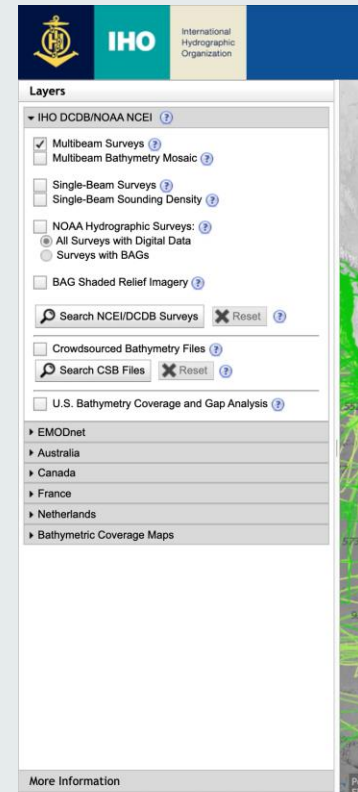 IHO
International
Hydrographic
Organization
Layers
IHO DCDB/NOAA NCEI ?
Multibeam Surveys ?
Multibeam Bathymetry Mosaic ?
Single-Beam Surveys ?
Single-Beam Sounding Density ?
NOAA Hydrographic Surveys: ?
All Surveys with Digital Data
Surveys with BAGs
BAG Shaded Relief Imagery ?
Search NCEI/DCDB Surveys Reset ?
Crowdsourced Bathymetry Files ?
Search CSB Files Reset ?
U.S. Bathymetry Coverage and Gap Analysis ?
EMODnet
Australia
Canada
France
Netherlands
Bathymetric Coverage Maps
More Information